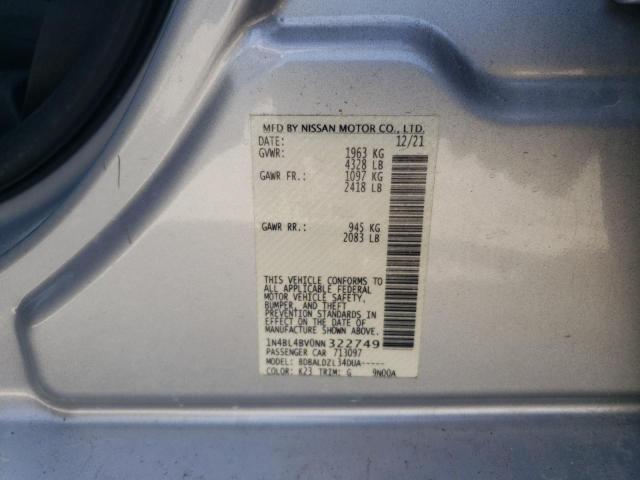 MFD BY NISSAN MOTOR CO., LTD.
DATE: 12/21
GVWR: 1963 KG
4328 LB
GAWR FR.: 1097 KG
2418 LB
GAWR RR.: 945 KG
2083 LB
THIS VEHICLE CONFORMS TO
ALL APPLICABLE FEDERAL
MOTOR VEHICLE SAFETY,
BUMPER, AND THEFT
PREVENTION STANDARDS IN
EFFECT ON THE DATE OF
MANUFACTURE SHOWN ABOVE.
1N4BL4BV0NN322749
PASSENGER CAR 713097
MODEL: BDBALDZL34DUA-----
COLOR: K23 TRIM: G 9N00A